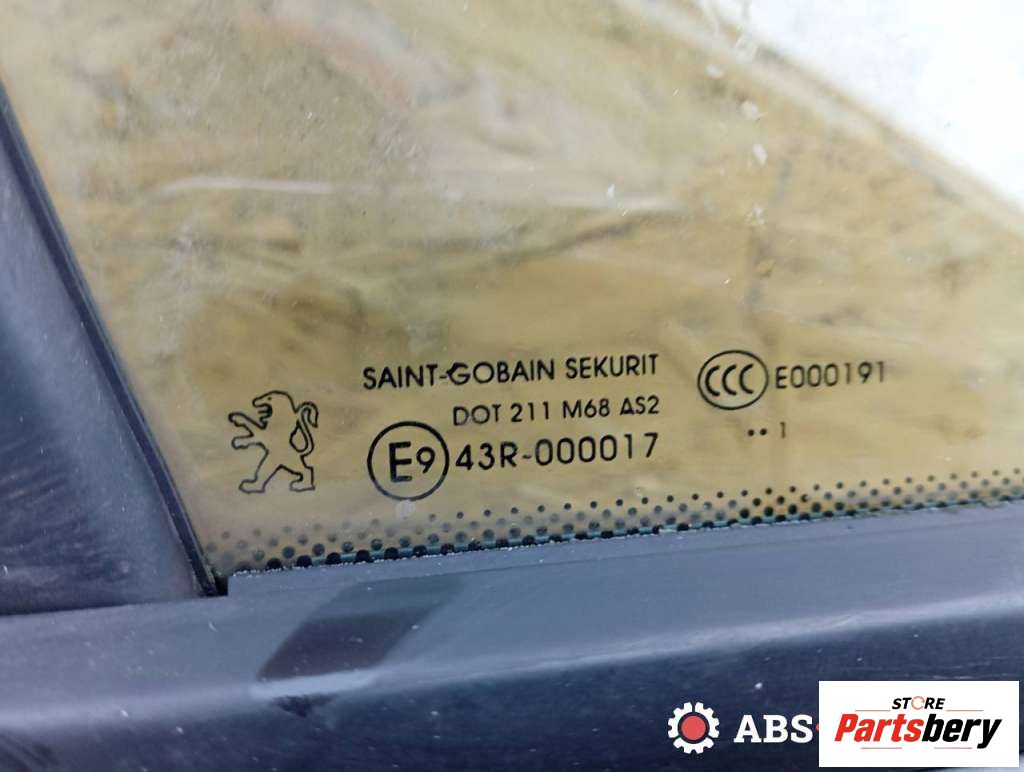 SAINT-GOBAIN SEKURIT
DOT 211 M68 AS2
E9 43R-000017
CCC E000191
•• 1
ABS
STORE
Partsbery